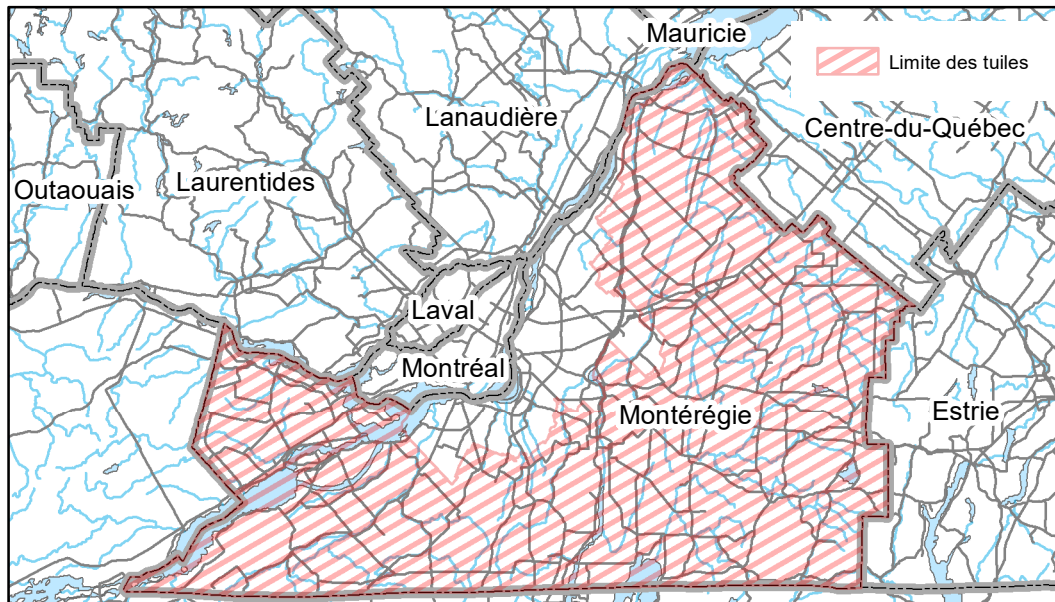 Mauricie
Limite des tuiles
Lanaudière
Centre-du-Québec
Outaouais
Laurentides
Laval
Montréal
Montérégie
Estrie